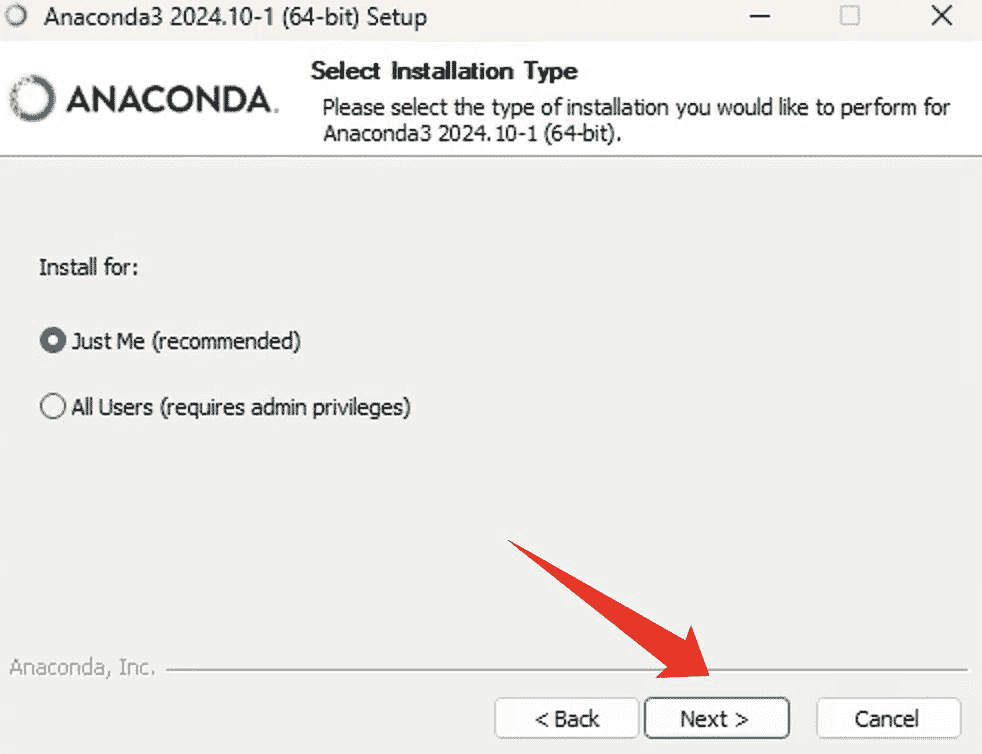 Anaconda3 2024.10-1 (64-bit) Setup
ANACONDA.
Select Installation Type
Please select the type of installation you would like to perform for
Anaconda3 2024.10-1 (64-bit).
Install for:
Just Me (recommended)
All Users (requires admin privileges)
Anaconda, Inc.
< Back
Next >
Cancel